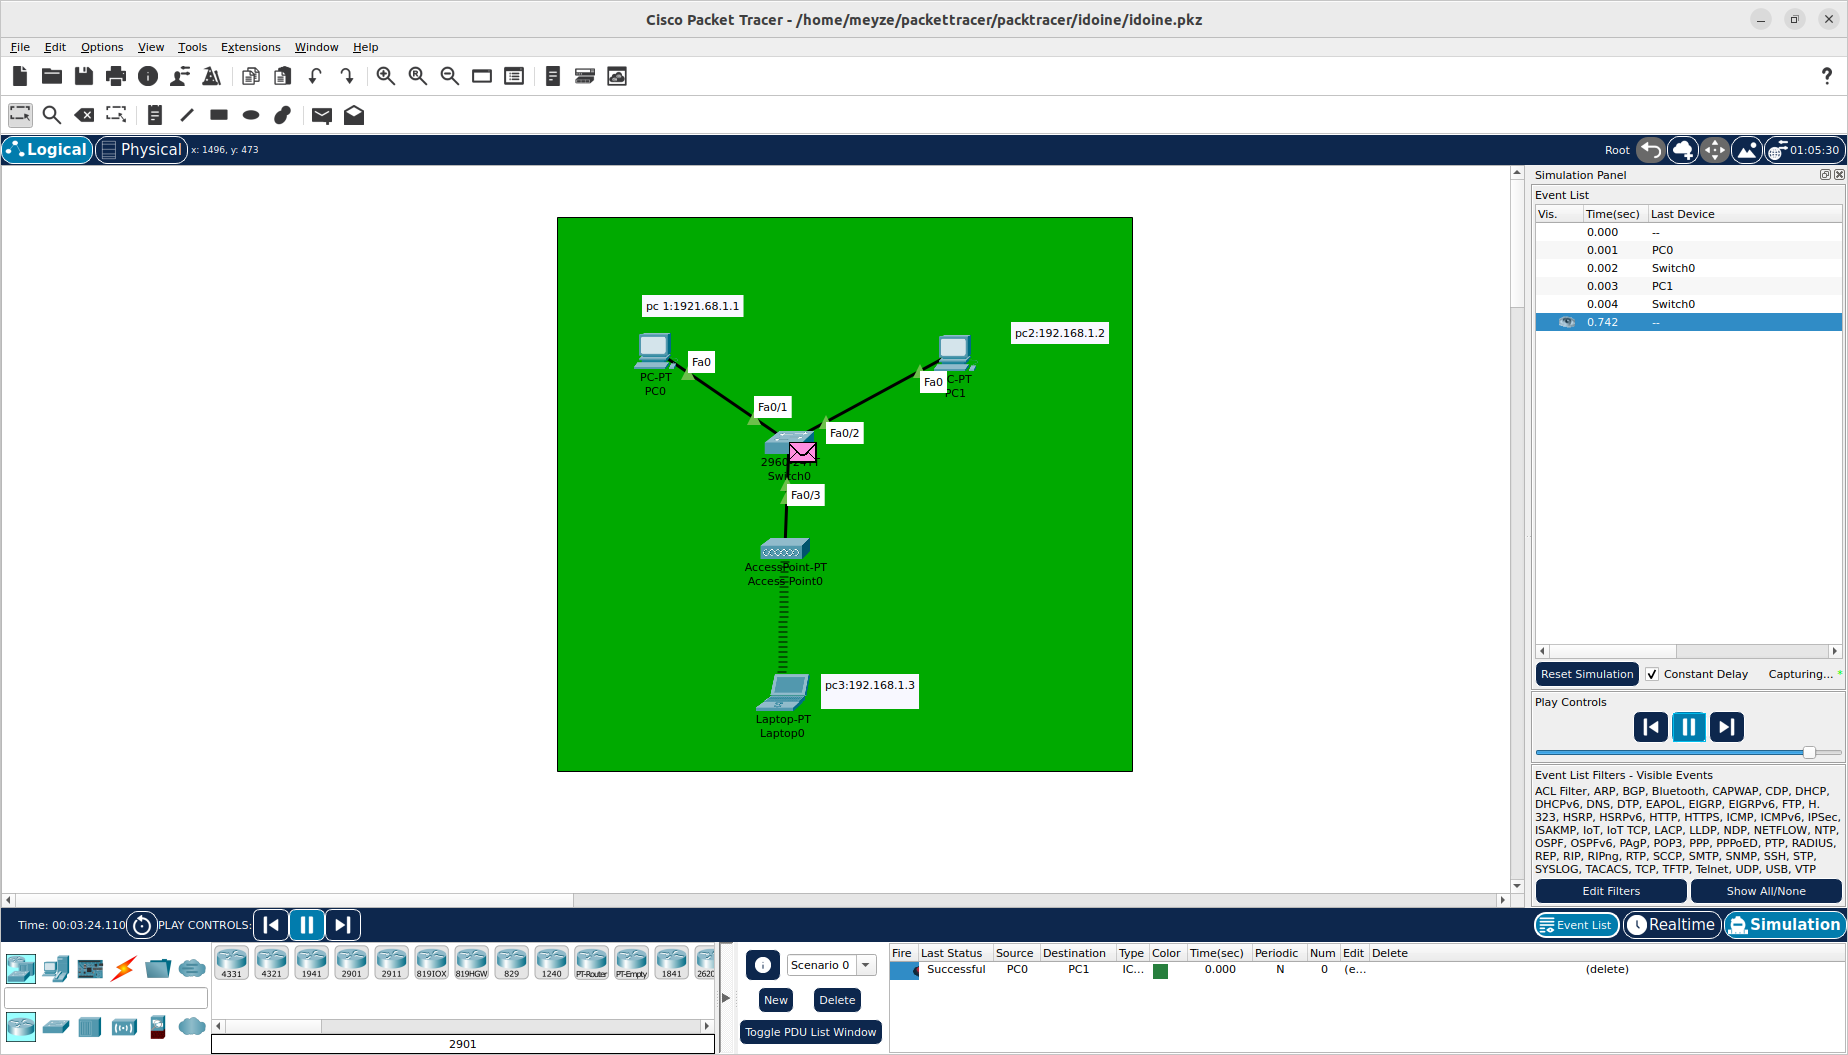 Cisco Packet Tracer - /home/meyze/packettracer/packtracer/idoine/idoine.pkz
File Edit Options View Tools Extensions Window Help
Logical Physical x: 1496, y: 473 Root 01:05:30
Simulation Panel
Event List
Vis. Time(sec) Last Device
0.000 --
0.001 PC0
0.002 Switch0
0.003 PC1
0.004 Switch0
0.742 --
pc 1:1921.68.1.1
pc2:192.168.1.2
Fa0
PC-PT
PC0
Fa0
C-PT
PC1
Fa0/1
Fa0/2
2960
Switch0
Fa0/3
AccessPoint-PT
Access Point0
pc3:192.168.1.3
Laptop-PT
Laptop0
Reset Simulation Constant Delay Capturing... *
Play Controls
Event List Filters - Visible Events
ACL Filter, ARP, BGP, Bluetooth, CAPWAP, CDP, DHCP,
DHCPv6, DNS, DTP, EAPOL, EIGRP, EIGRPv6, FTP, H.
323, HSRP, HSRPv6, HTTP, HTTPS, ICMP, ICMPv6, IPSec,
ISAKMP, IoT, IoT TCP, LACP, LLDP, NDP, NETFLOW, NTP,
OSPF, OSPFv6, PAgP, POP3, PPP, PPPoED, PTP, RADIUS,
REP, RIP, RIPng, RTP, SCCP, SMTP, SNMP, SSH, STP,
SYSLOG, TACACS, TCP, TFTP, Telnet, UDP, USB, VTP
Edit Filters Show All/None
Time: 00:03:24.110 PLAY CONTROLS: Event List Realtime Simulation
4331 4321 1941 2901 2911 819IOX 819HGW 829 1240 PT-Router PT-Empty 1841 262
2901
Scenario 0
New Delete
Toggle PDU List Window
Fire Last Status Source Destination Type Color Time(sec) Periodic Num Edit Delete
Successful PC0 PC1 IC... 0.000 N 0 (e... (delete)